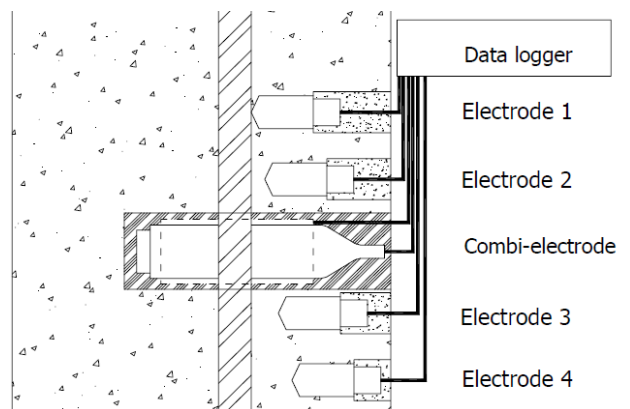 Data logger
Electrode 1
Electrode 2
Combi-electrode
Electrode 3
Electrode 4